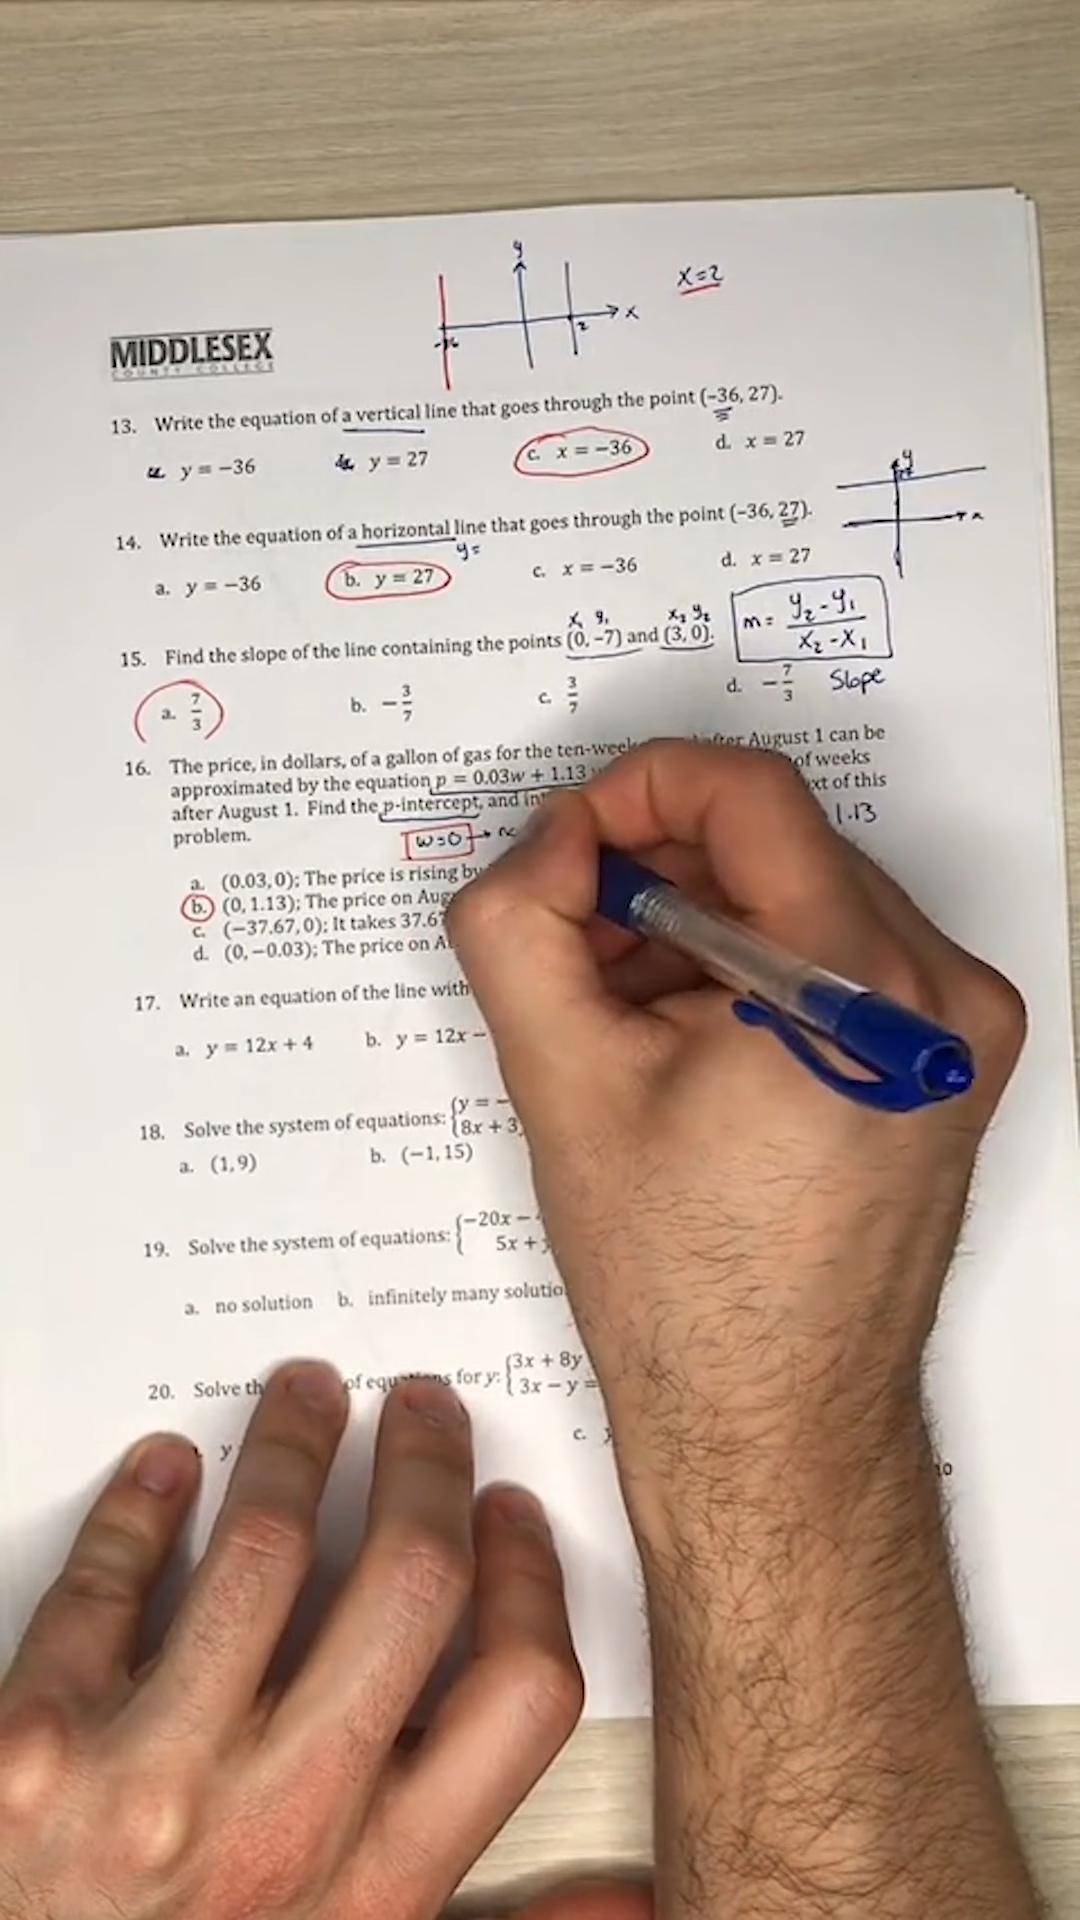 y
x=2
x
2
-36
MIDDLESEX
COUNTY COLLEGE
13. Write the equation of a vertical line that goes through the point (−36, 27).
y = −36 y = 27 c. x = −36 d. x = 27
y
x
14. Write the equation of a horizontal line that goes through the point (−36, 27).
y=
a. y = −36 b. y = 27 c. x = −36 d. x = 27
x₁ y₁ x₂ y₂
m = y₂-y₁ / x₂-x₁
15. Find the slope of the line containing the points (0, −7) and (3, 0).
Slope
a. 7/3 b. −3/7 c. 3/7 d. −7/3
16. The price, in dollars, of a gallon of gas for the ten-week after August 1 can be
approximated by the equation p = 0.03w + 1.13 of weeks
after August 1. Find the p-intercept, and of this
problem. 1.13
w=0
a. (0.03, 0); The price is rising by
b. (0, 1.13); The price on
c. (−37.67, 0); It takes
d. (0, −0.03); The price on
17. Write an equation of the line with
a. y = 12x + 4 b. y = 12x −
18. Solve the system of equations: {y = −
8x + 3
a. (1, 9) b. (−1, 15)
19. Solve the system of equations: {−20x −
5x +
a. no solution b. infinitely many
20. Solve of for y: {3x + 8y
3x − y =
y c.
10